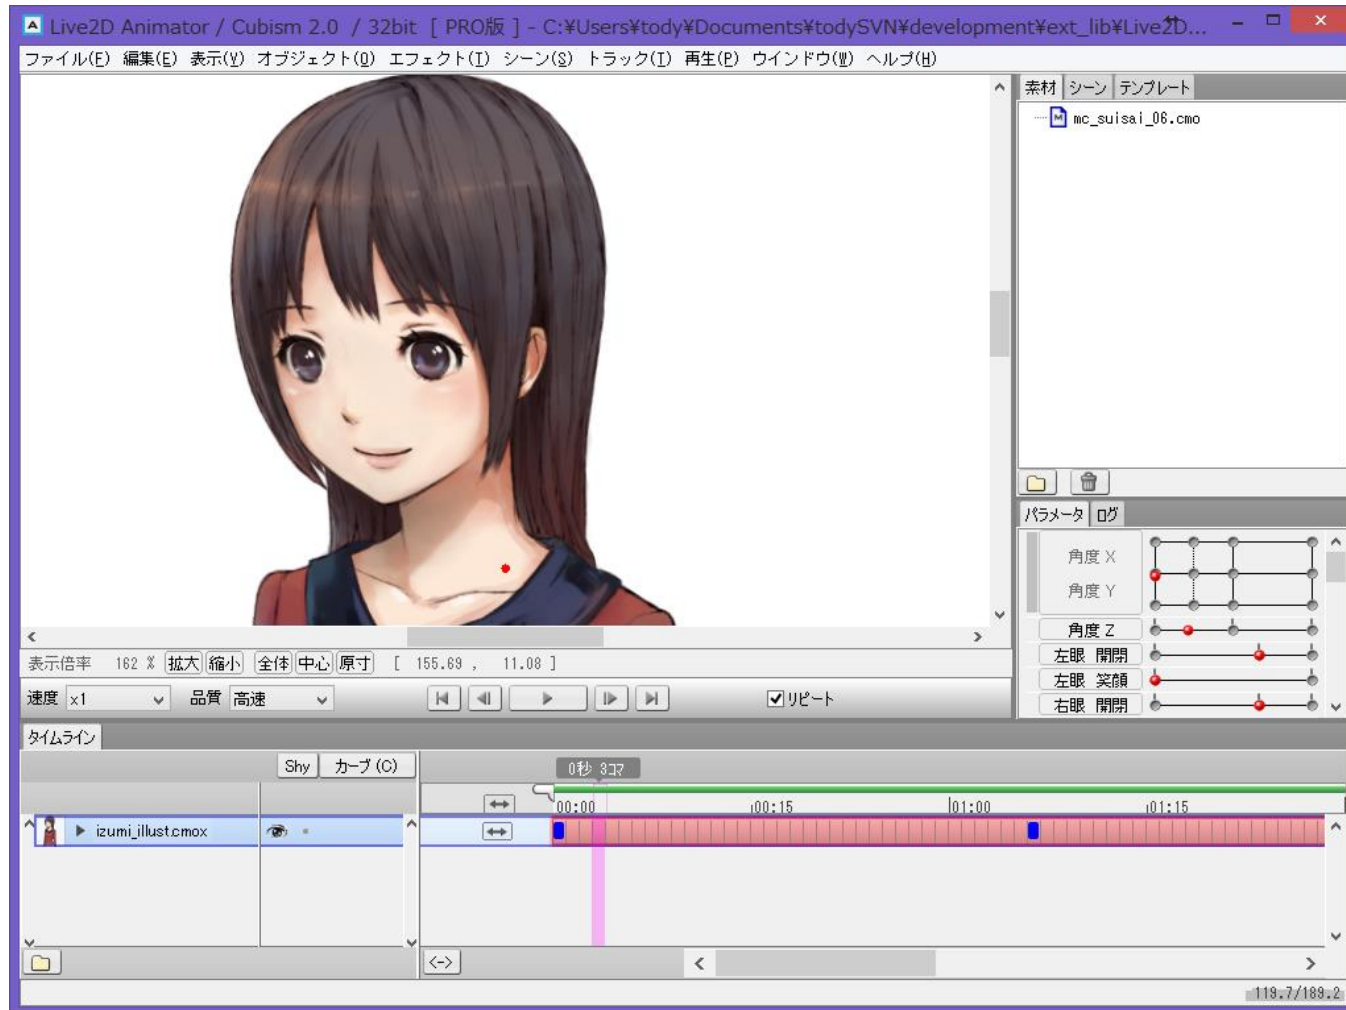 Live2D Animator / Cubism 2.0 / 32bit [ PRO版 ] - C:¥Users¥tody¥Documents¥todySVN¥development¥ext_lib¥Live2D...
ファイル(F) 編集(E) 表示(V) オブジェクト(O) エフェクト(I) シーン(S) トラック(T) 再生(P) ウインドウ(W) ヘルプ(H)
素材 シーン テンプレート
mc_suisai_06.cmo
パラメータ ログ
角度 X
角度 Y
角度 Z
左眼 開閉
左眼 笑顔
右眼 開閉
表示倍率 162 % 拡大 縮小 全体 中心 原寸 [ 155.69 , 11.08 ]
速度 x1 品質 高速 リピート
タイムライン
Shy カーブ (C) 0秒 3コマ
00:00 00:15 01:00 01:15
izumi_illust.cmox
<->
119.7/189.2